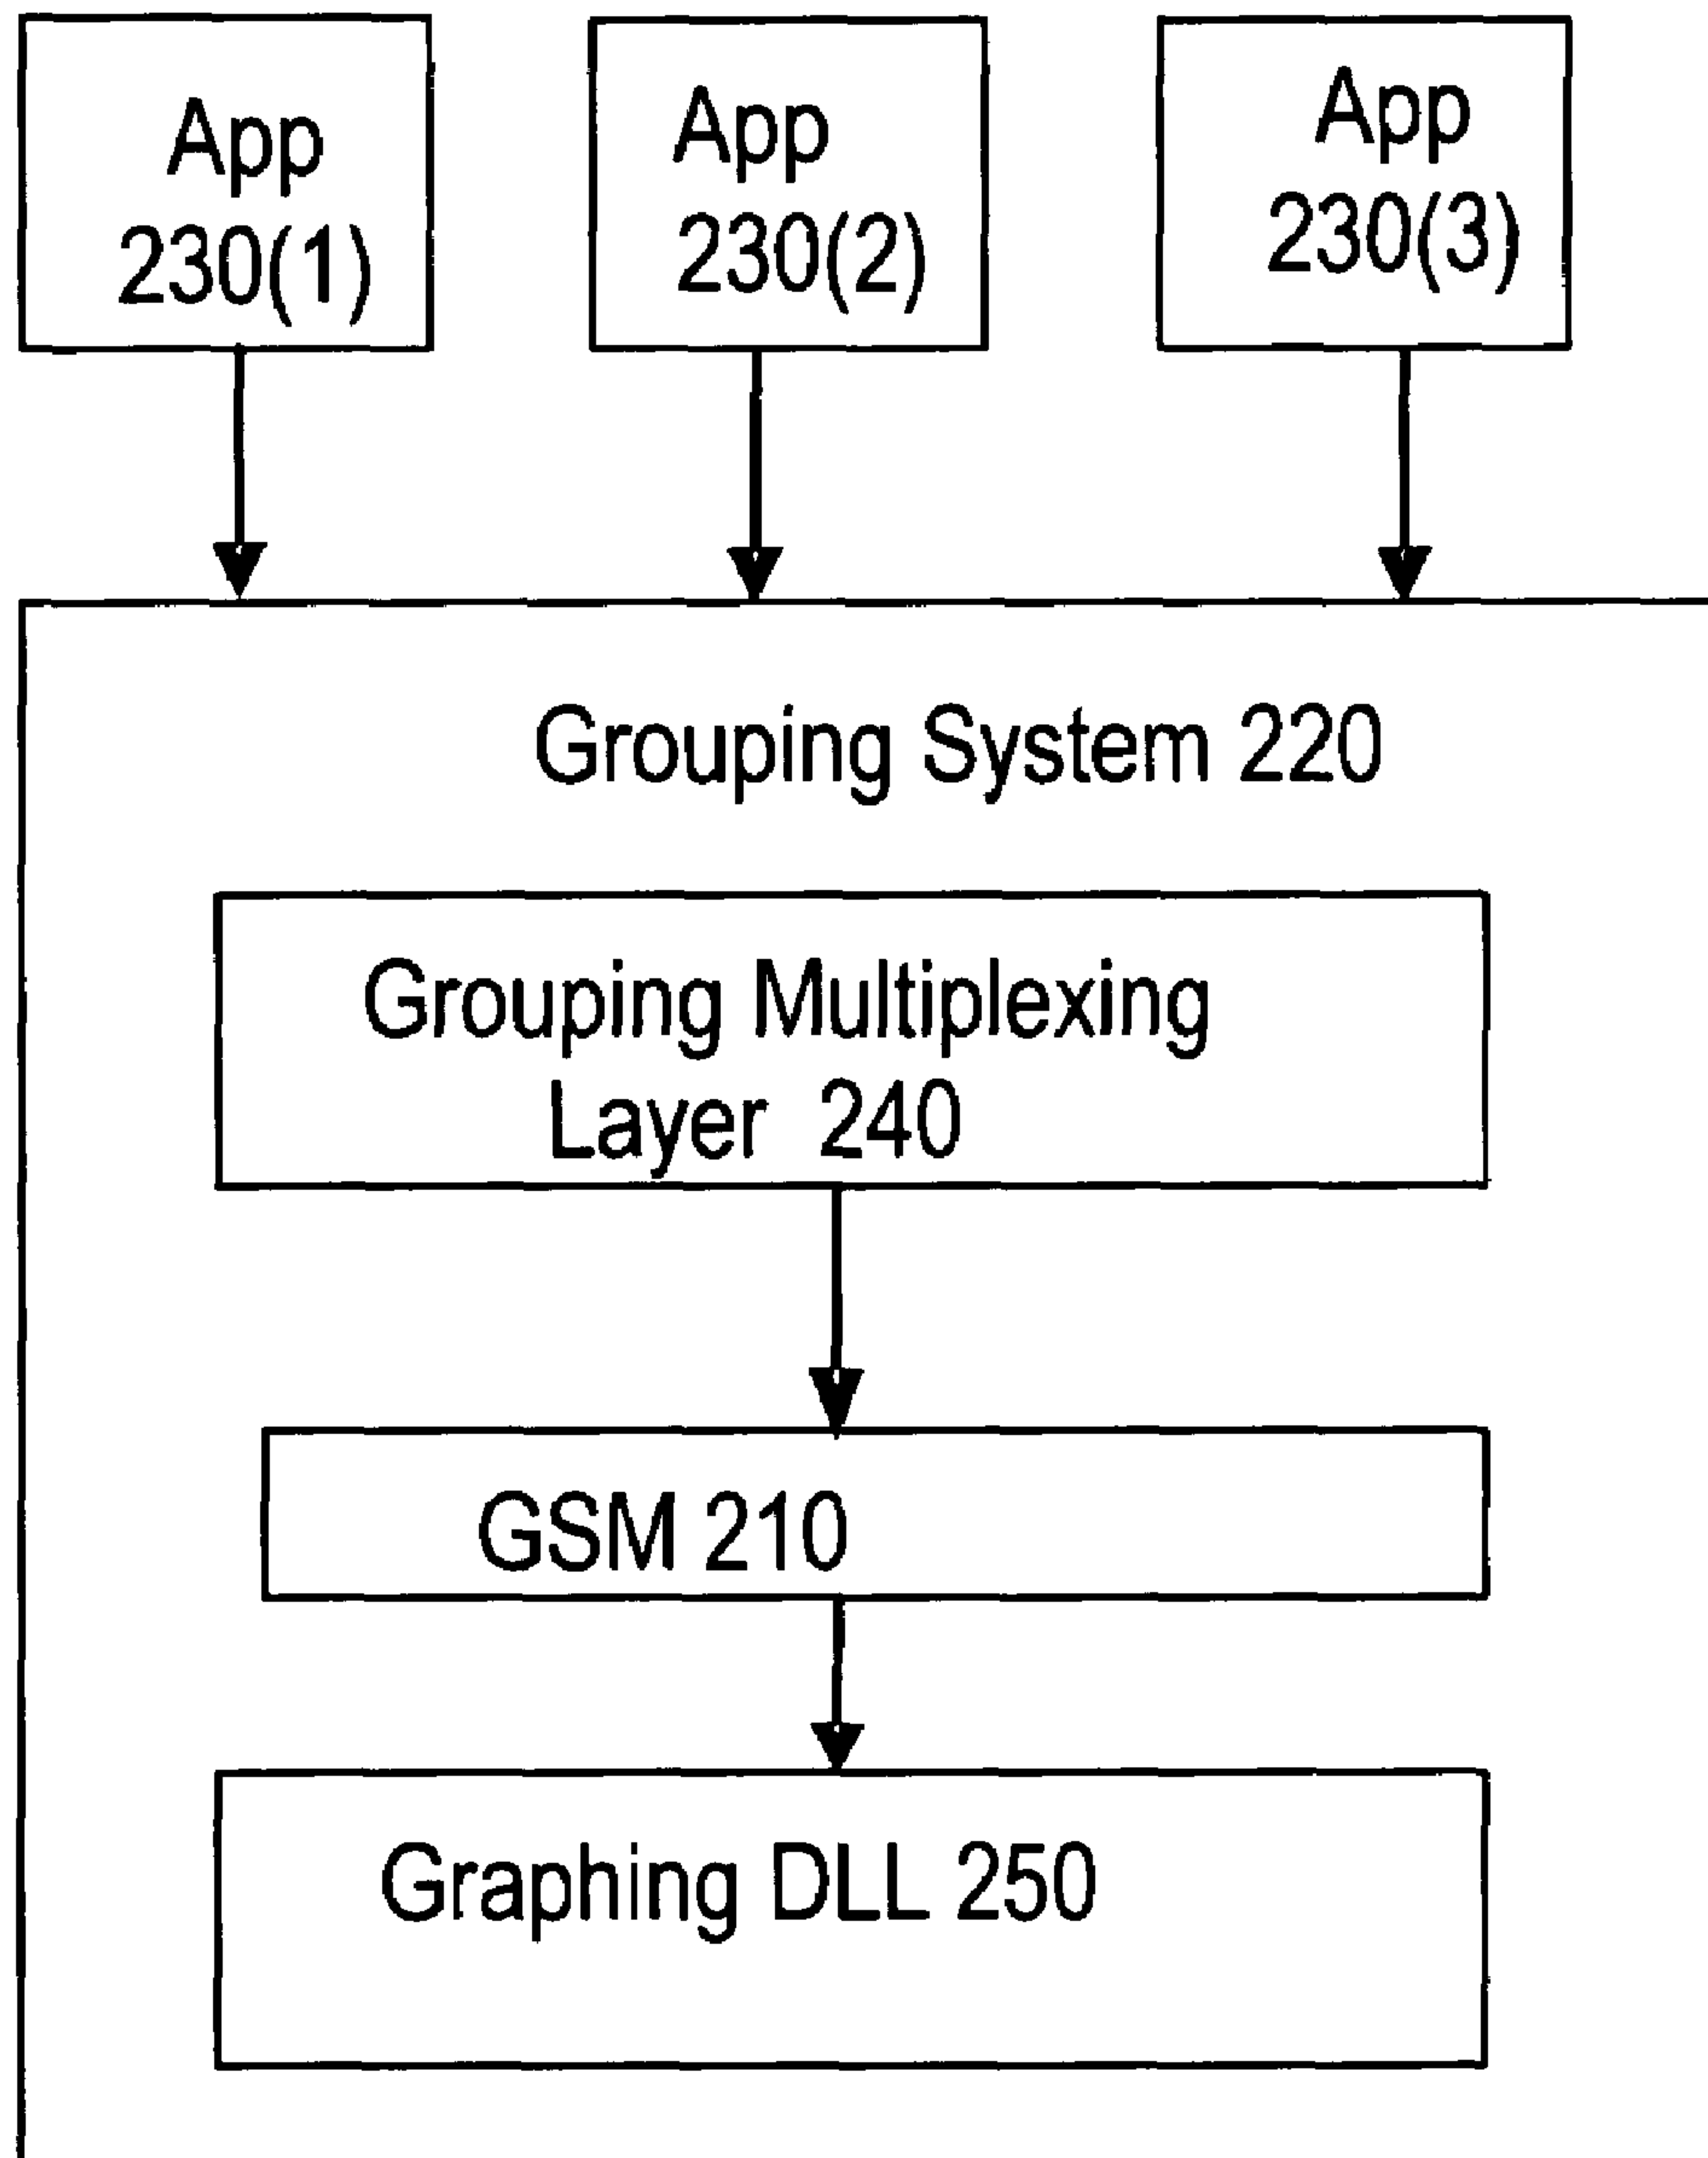 App
230(1)
App
230(2)
App
230(3)
Grouping System 220
Grouping Multiplexing
Layer 240
GSM 210
Graphing DLL 250